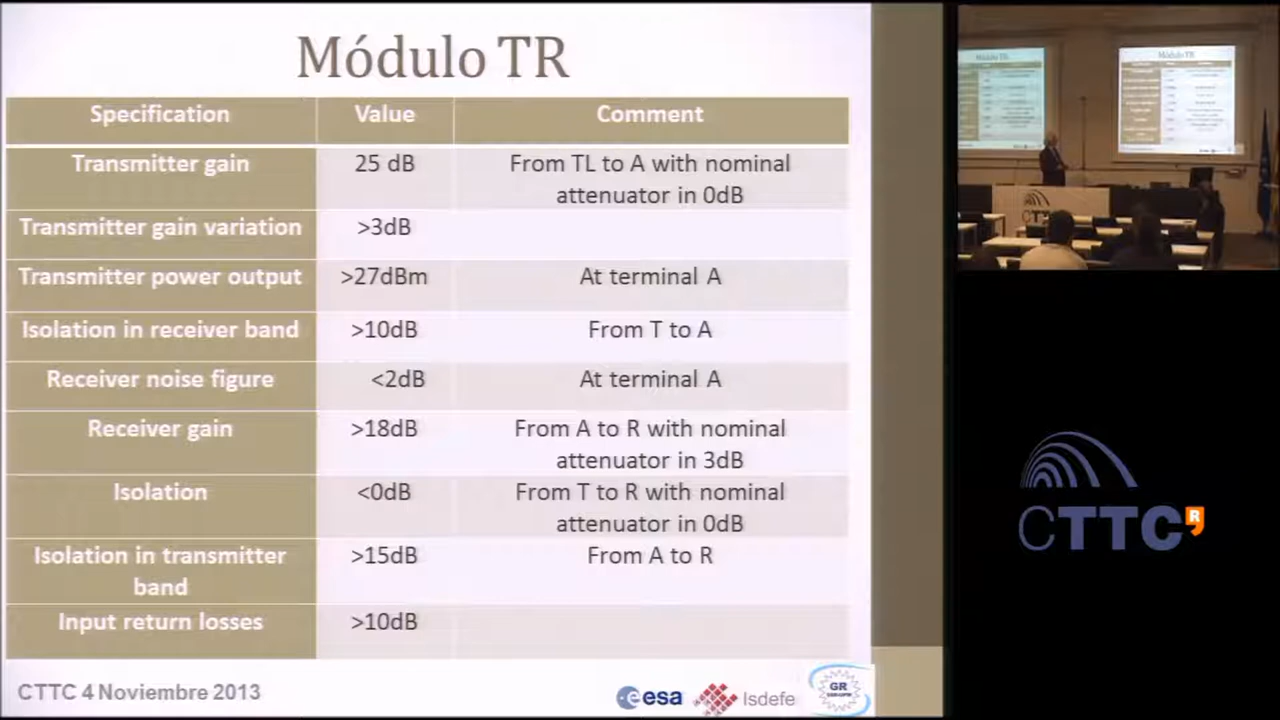 Módulo TR
Specification Value Comment
Transmitter gain 25 dB From TL to A with nominal
attenuator in 0dB
Transmitter gain variation >3dB
Transmitter power output >27dBm At terminal A
Isolation in receiver band >10dB From T to A
Receiver noise figure <2dB At terminal A
Receiver gain >18dB From A to R with nominal
attenuator in 3dB
Isolation <0dB From T to R with nominal
attenuator in 0dB
Isolation in transmitter >15dB From A to R
band
Input return losses >10dB
CTTC 4 Noviembre 2013
esa
Isdefe
GR
Módulo TR
Módulo TR
CTTC
R